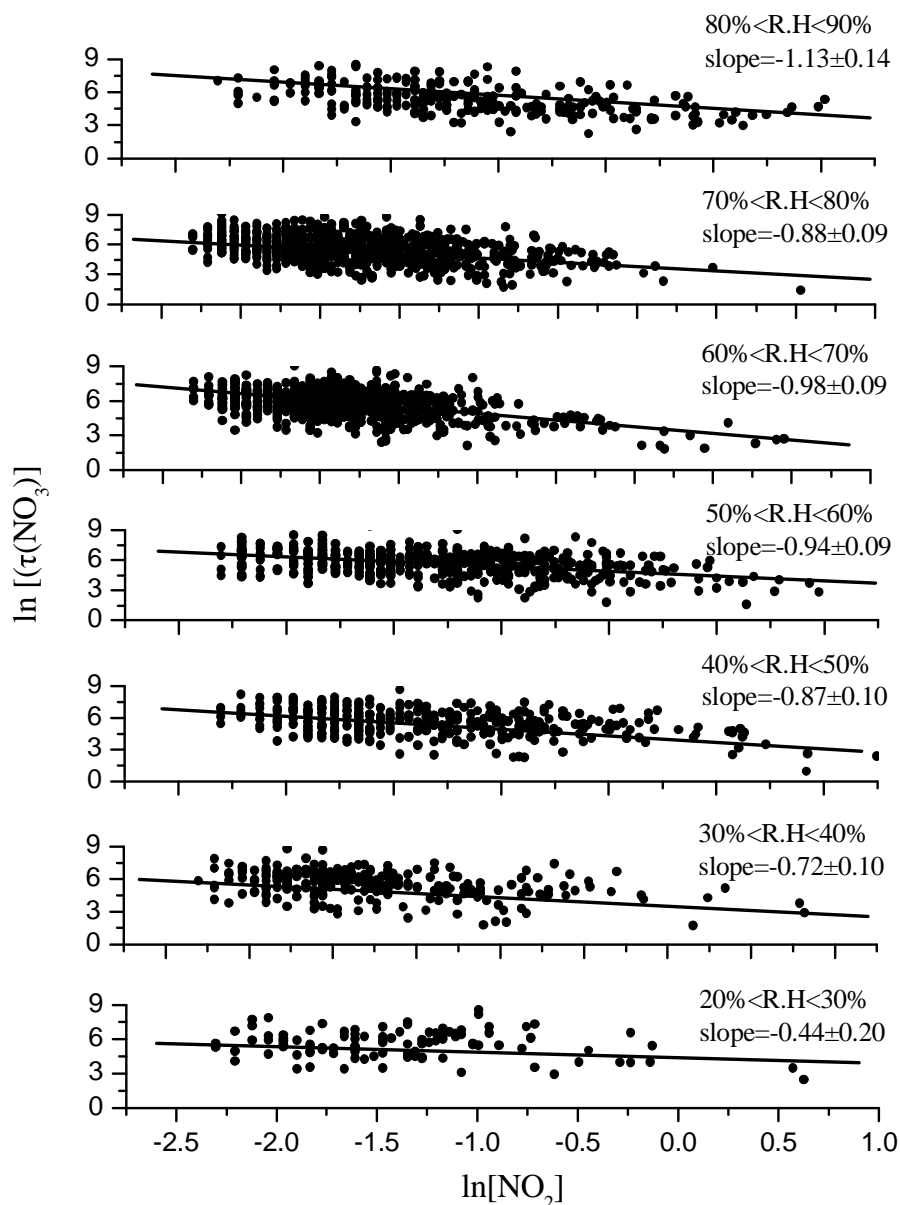 80%<R.H<90%
slope=-1.13±0.14
9
6
3
0
70%<R.H<80%
slope=-0.88±0.09
9
6
3
0
60%<R.H<70%
slope=-0.98±0.09
9
6
3
0
50%<R.H<60%
slope=-0.94±0.09
9
6
3
0
40%<R.H<50%
slope=-0.87±0.10
9
6
3
0
30%<R.H<40%
slope=-0.72±0.10
9
6
3
0
20%<R.H<30%
slope=-0.44±0.20
9
6
3
0
ln [(τ(NO₃)]
-2.5 -2.0 -1.5 -1.0 -0.5 0.0 0.5 1.0
ln[NO₂]